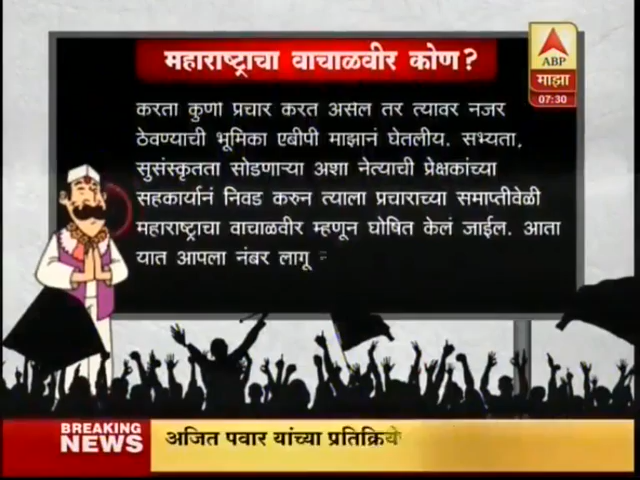 महाराष्ट्राचा वाचाळवीर कोण?
ABP
माझा
07:30
करता कुणा प्रचार करत असेल तर त्यावर नजर
ठेवण्याची भूमिका एबीपी माझानं घेतलीय. सभ्यता,
सुसंस्कृतता सोडणाऱ्या अशा नेत्याची प्रेक्षकांच्या
सहकार्यानं निवड करुन त्याला प्रचाराच्या समाप्तीवेळी
महाराष्ट्राचा वाचाळवीर म्हणून घोषित केलं जाईल. आता
यात आपला नंबर लागू
BREAKING
NEWS
अजित पवार यांच्या प्रतिक्रिये